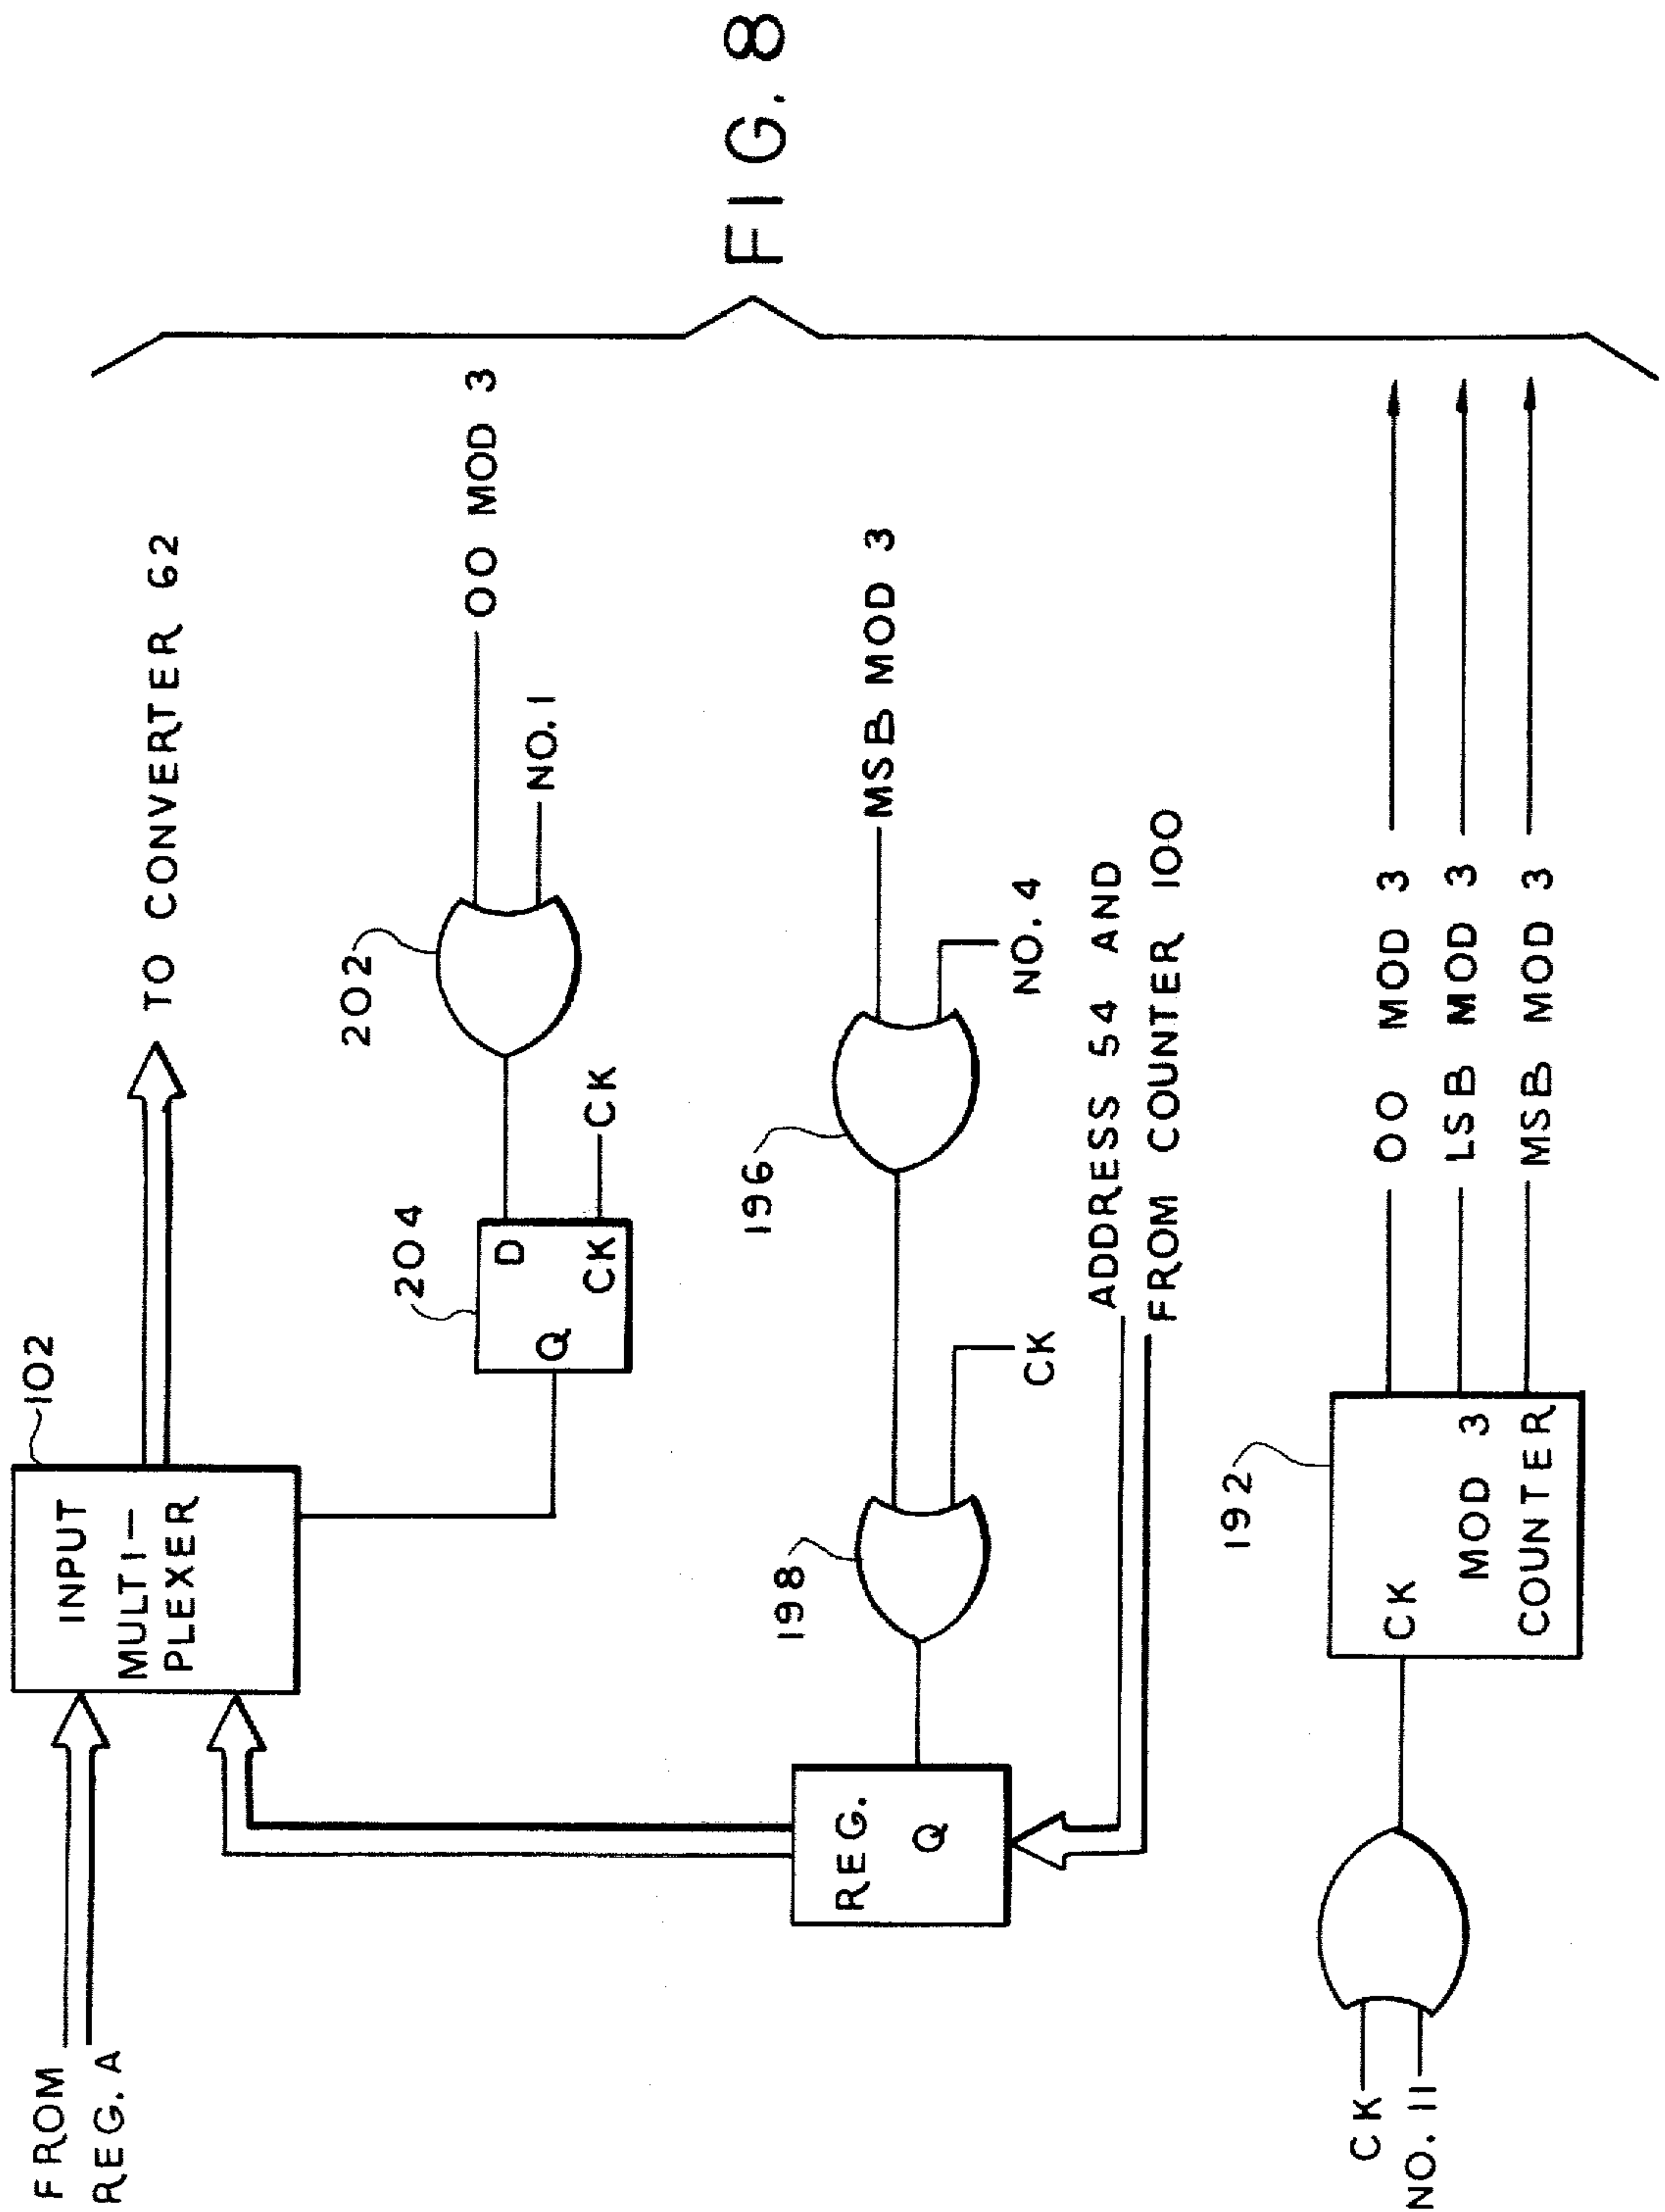 FROM
REG. A
INPUT
MULTI-
PLEXER
102
TO CONVERTER 62
204
Q
D
CK
CK
202
OO MOD 3
NO. 1
REG.
Q
198
CK
196
MSB MOD 3
NO. 4
ADDRESS 54 AND
FROM COUNTER 100
CK
NO. 11
192
CK
MOD 3
COUNTER
OO MOD 3
LSB MOD 3
MSB MOD 3
FIG. 8